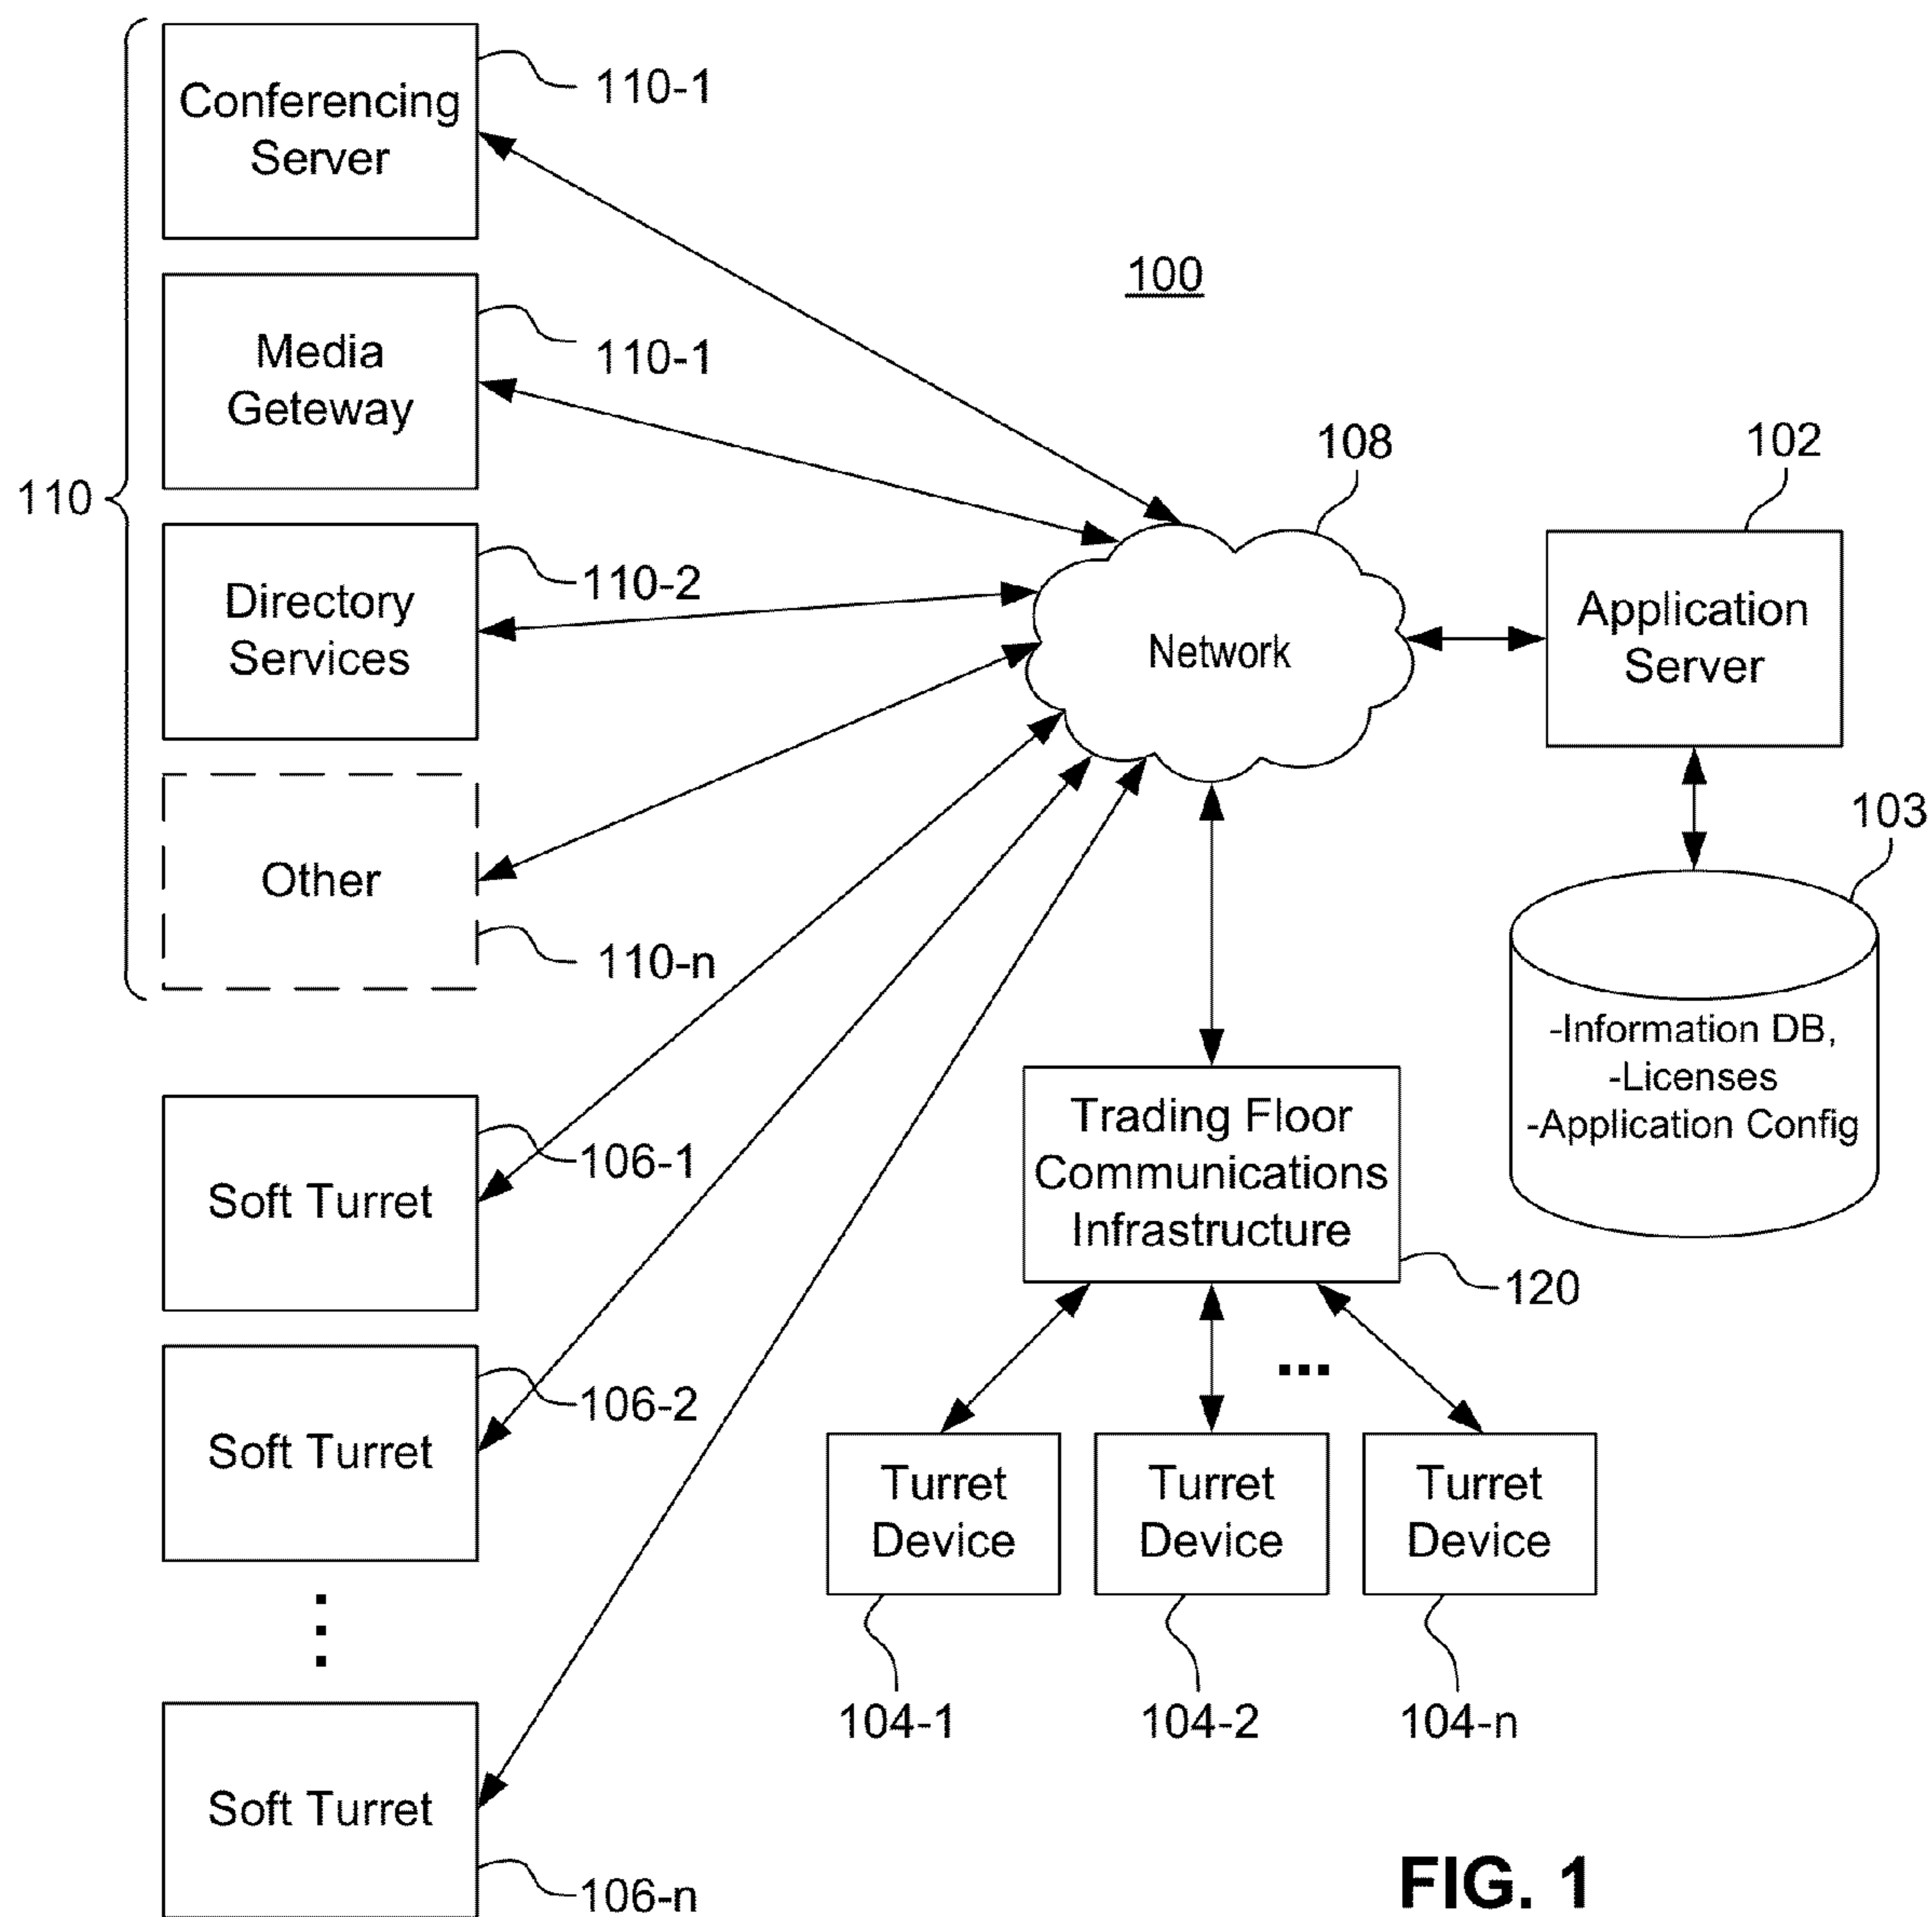 Conferencing
Server
110-1
100
Media
Geteway
110-1
110
108
102
Directory
Services
110-2
Network
Application
Server
Other
110-n
103
-Information DB,
-Licenses
-Application Config
Soft Turret
106-1
Trading Floor
Communications
Infrastructure
120
Soft Turret
106-2
...
Turret
Device
Turret
Device
Turret
Device
104-1
104-2
104-n
Soft Turret
106-n
FIG. 1